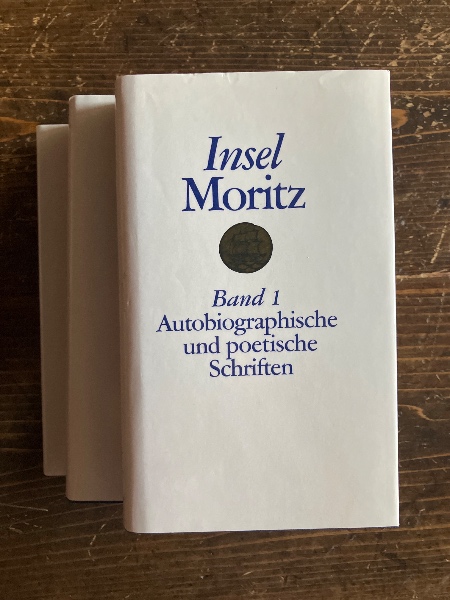 Insel
Moritz
Band 1
Autobiographische
und poetische
Schriften